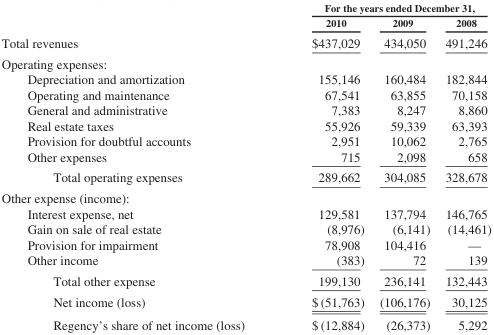 For the years ended December 31,
2010 2009 2008
Total revenues $437,029 434,050 491,246
Operating expenses:
Depreciation and amortization 155,146 160,484 182,844
Operating and maintenance 67,541 63,855 70,158
General and administrative 7,383 8,247 8,860
Real estate taxes 55,926 59,339 63,393
Provision for doubtful accounts 2,951 10,062 2,765
Other expenses 715 2,098 658
Total operating expenses 289,662 304,085 328,678
Other expense (income):
Interest expense, net 129,581 137,794 146,765
Gain on sale of real estate (8,976) (6,141) (14,461)
Provision for impairment 78,908 104,416 —
Other income (383) 72 139
Total other expense 199,130 236,141 132,443
Net income (loss) $ (51,763) (106,176) 30,125
Regency's share of net income (loss) $ (12,884) (26,373) 5,292